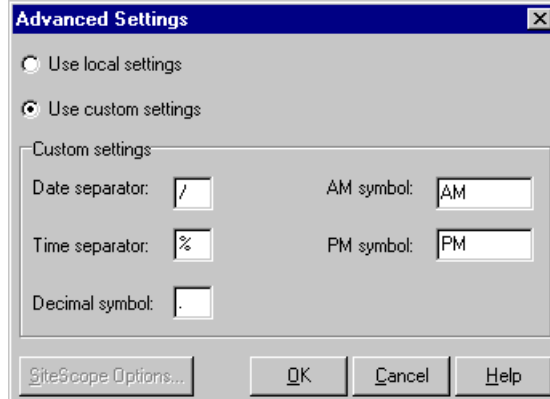 Advanced Settings
Use local settings
Use custom settings
Custom settings
Date separator: / AM symbol: AM
Time separator: % PM symbol: PM
Decimal symbol: .
SiteScope Options... OK Cancel Help